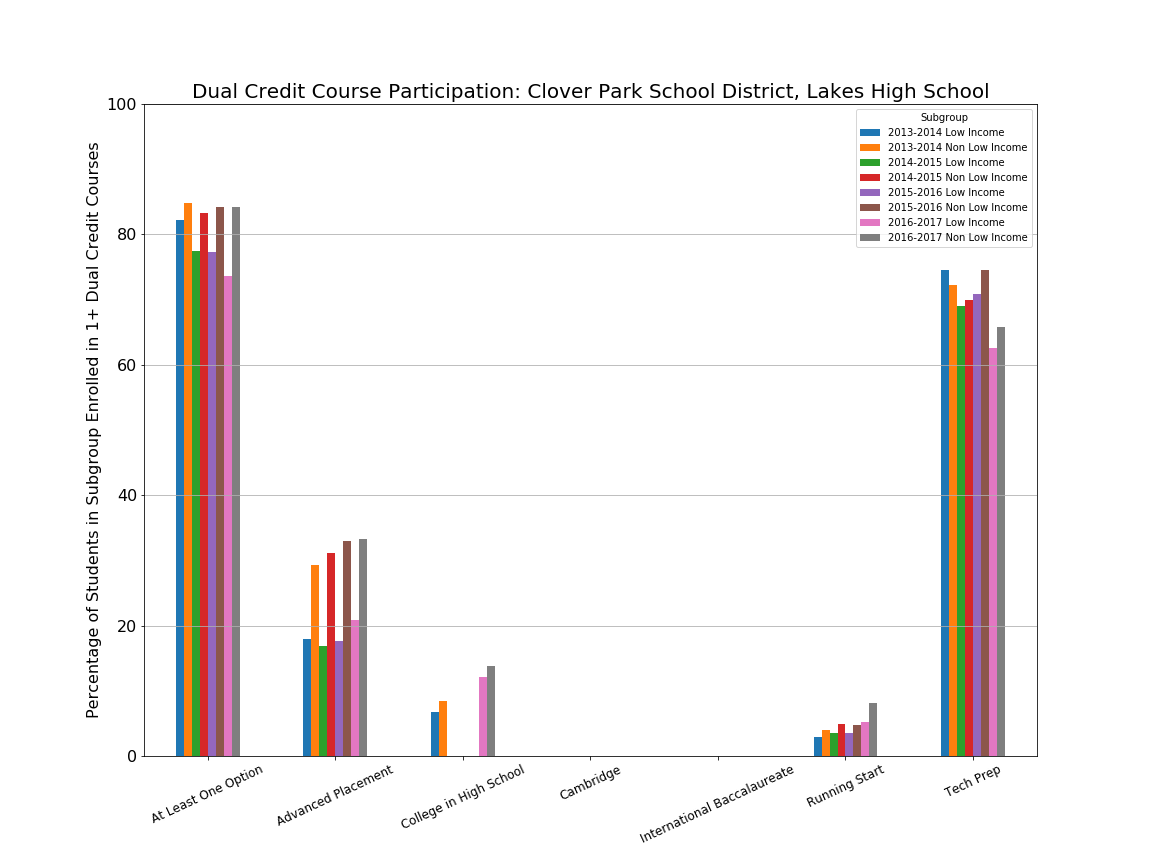 Dual Credit Course Participation: Clover Park School District, Lakes High School
Percentage of Students in Subgroup Enrolled in 1+ Dual Credit Courses
100
80
60
40
20
0
Subgroup
2013-2014 Low Income
2013-2014 Non Low Income
2014-2015 Low Income
2014-2015 Non Low Income
2015-2016 Low Income
2015-2016 Non Low Income
2016-2017 Low Income
2016-2017 Non Low Income
At Least One Option
Advanced Placement
College in High School
Cambridge
International Baccalaureate
Running Start
Tech Prep